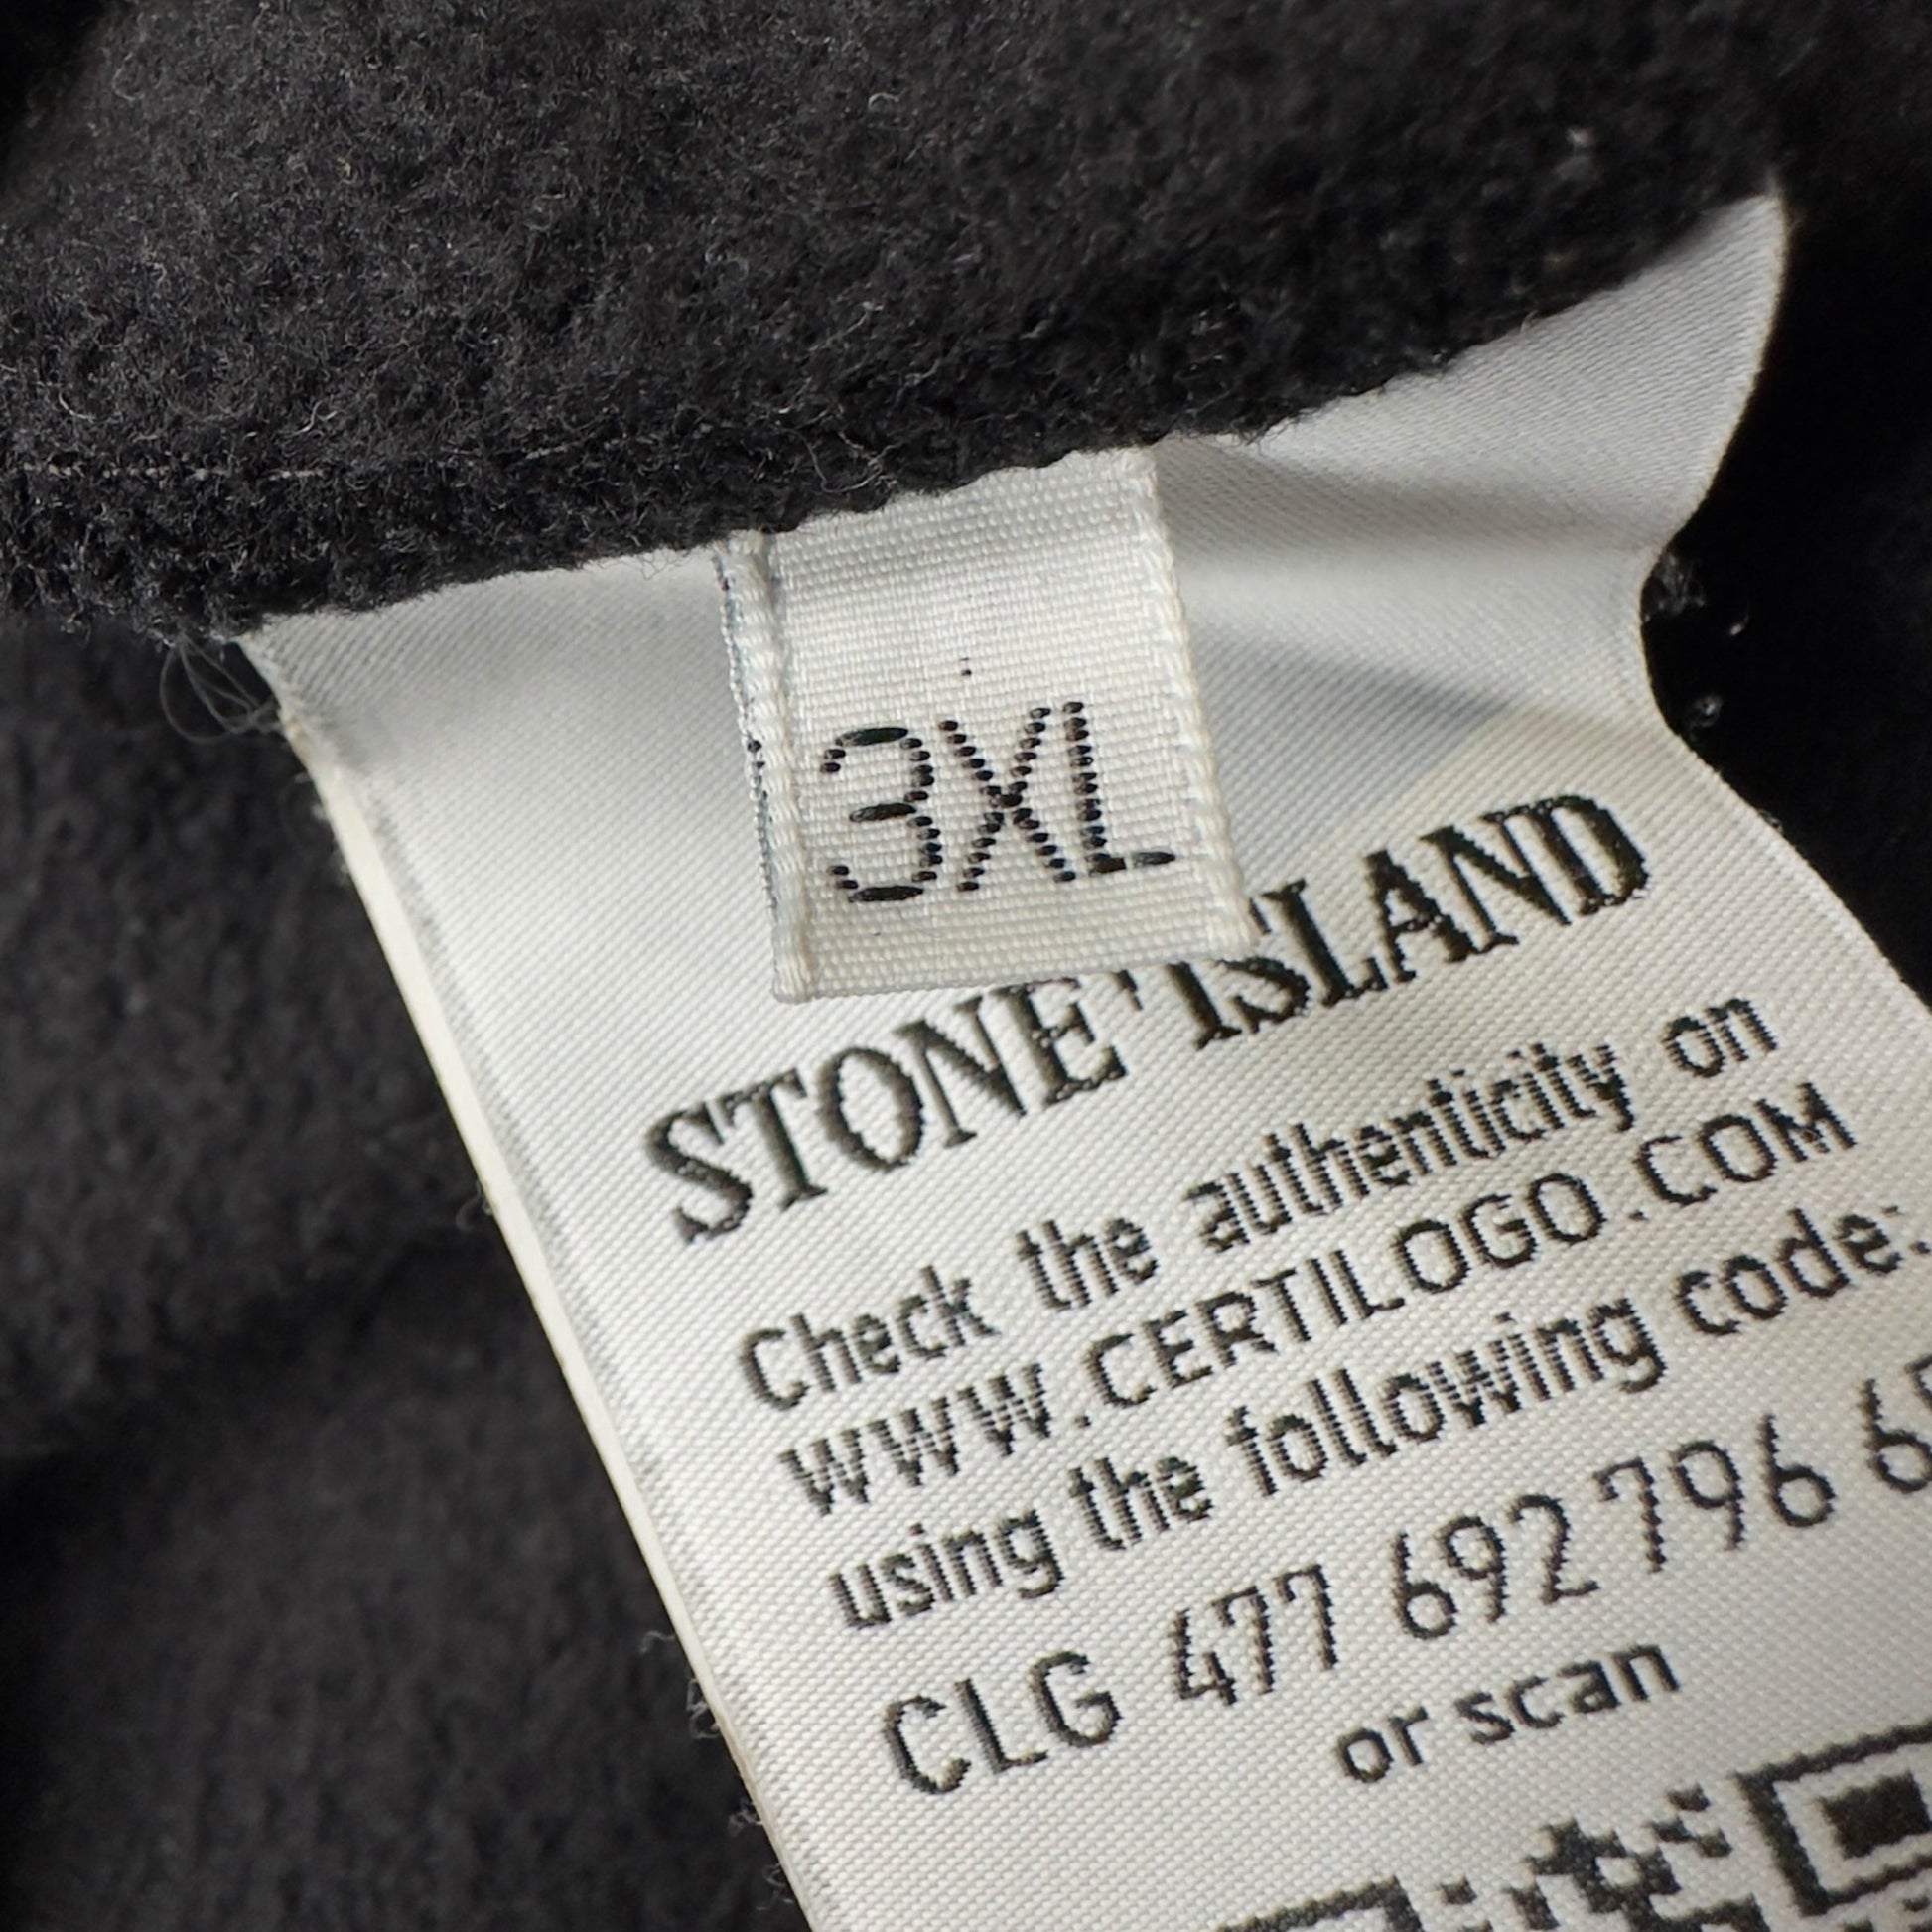 3XL
STONE ISLAND
Check the authenticity on
WWW.CERTILOGO.COM
using the following code:
CLG 477 692 796
or scan